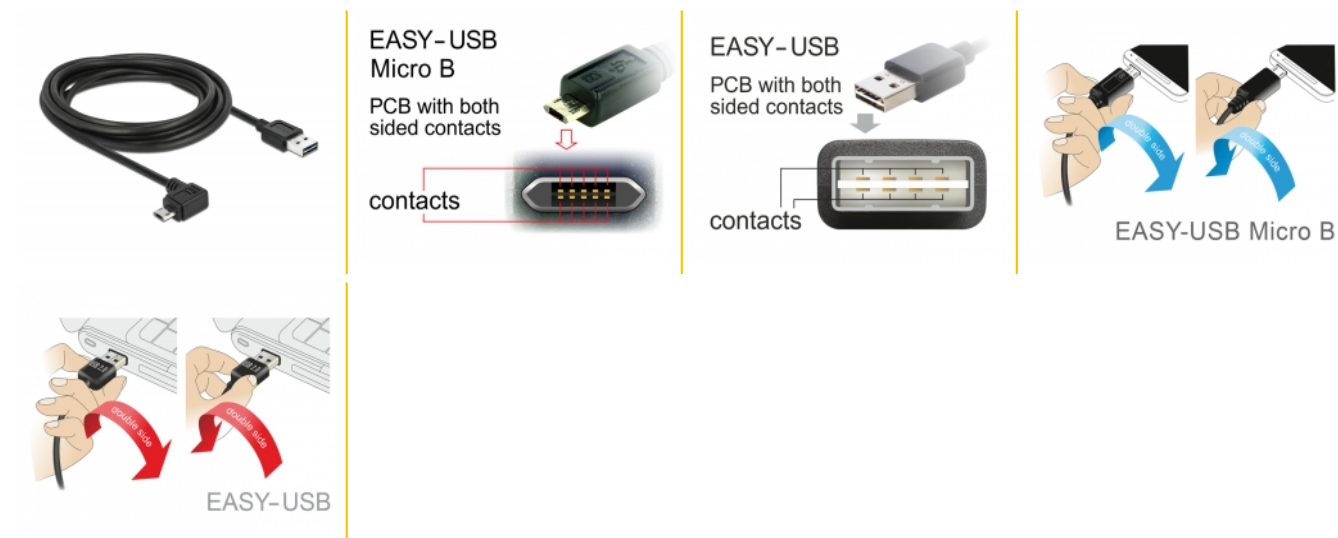 EASY-USB
Micro B
PCB with both
sided contacts
contacts
EASY-USB
PCB with both
sided contacts
contacts
double side
double side
EASY-USB Micro B
double side
double side
EASY-USB